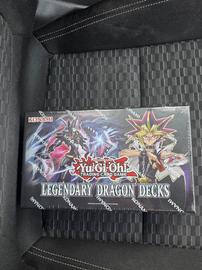 KONAMI
Yu-Gi-Oh!
TRADING CARD GAME
LEGENDARY DRAGON DECKS